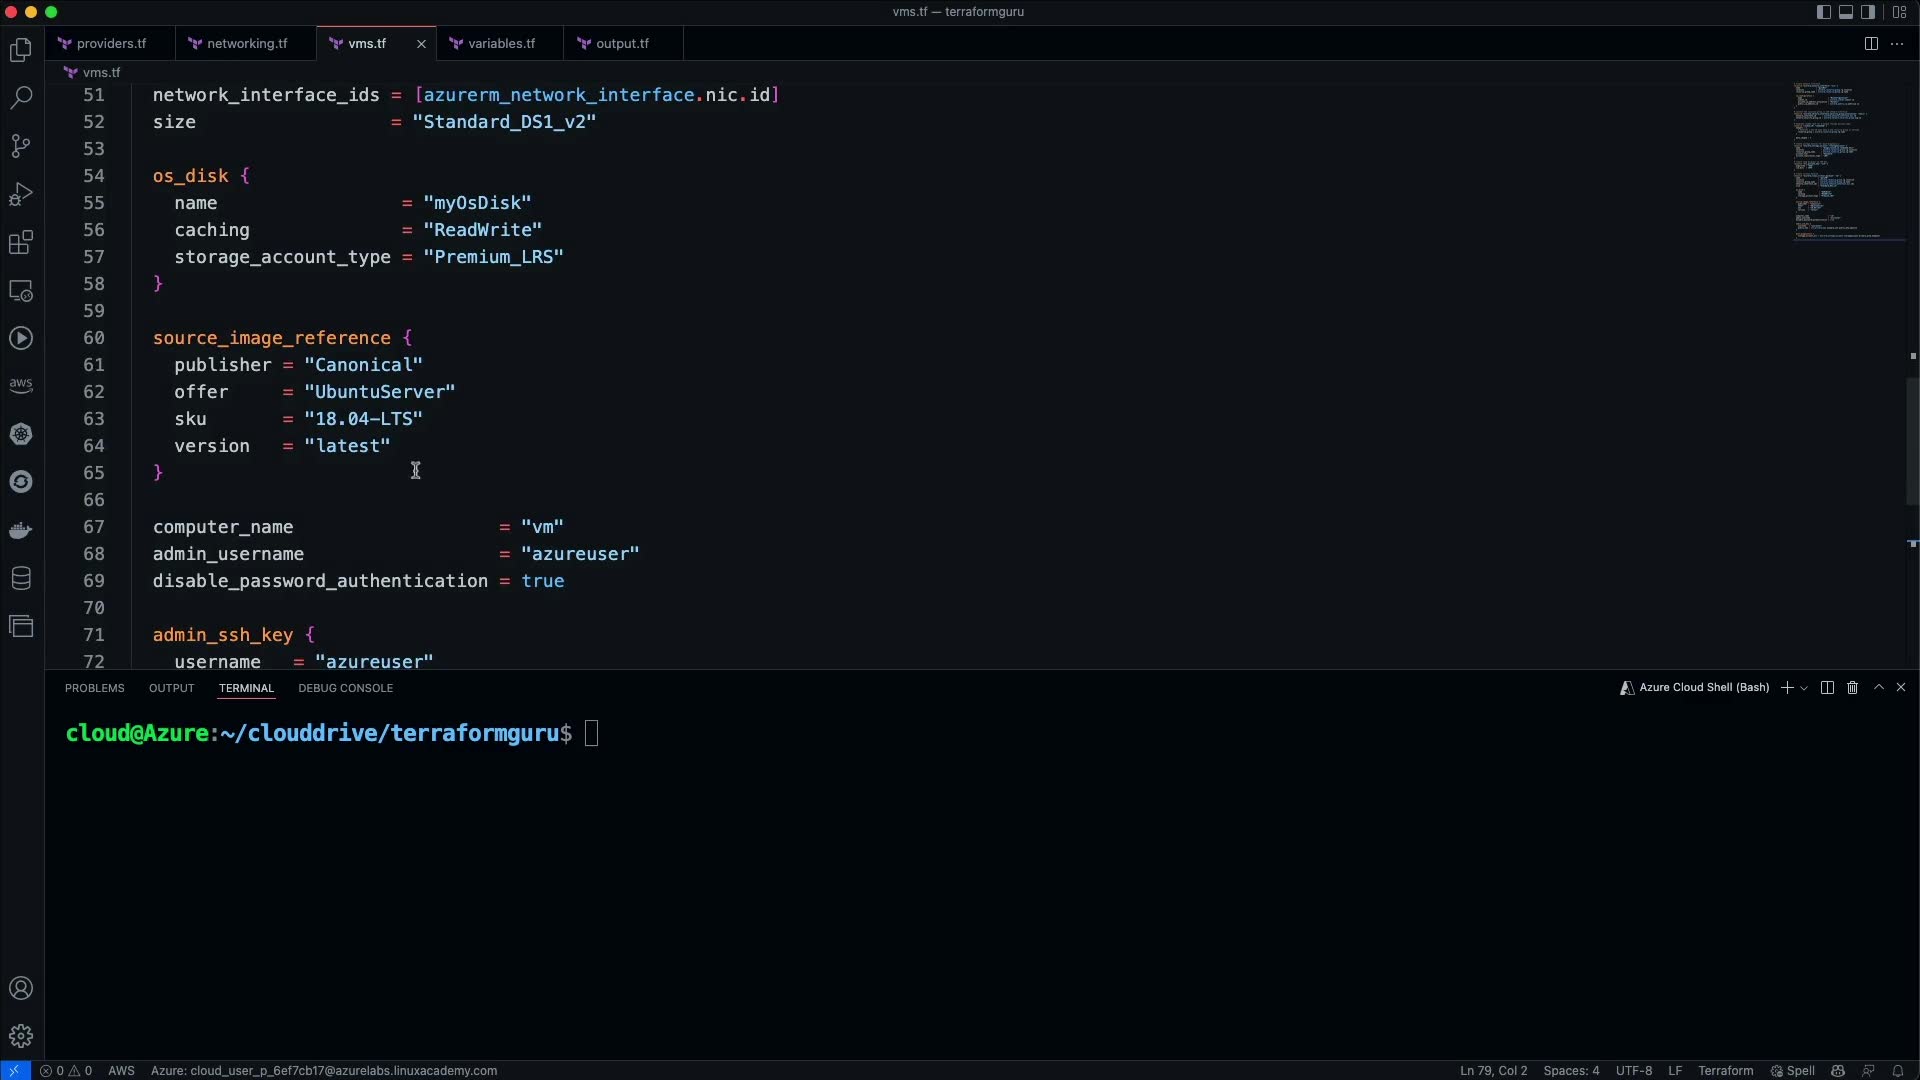 vms.tf — terraformguru
providers.tf
networking.tf
vms.tf
variables.tf
output.tf
vms.tf
51 network_interface_ids = [azurerm_network_interface.nic.id]
52 size = "Standard_DS1_v2"
53
54 os_disk {
55 name = "myOsDisk"
56 caching = "ReadWrite"
57 storage_account_type = "Premium_LRS"
58 }
59
60 source_image_reference {
61 publisher = "Canonical"
62 offer = "UbuntuServer"
63 sku = "18.04-LTS"
64 version = "latest"
65 }
66
67 computer_name = "vm"
68 admin_username = "azureuser"
69 disable_password_authentication = true
70
71 admin_ssh_key {
72 username = "azureuser"
aws
PROBLEMS OUTPUT TERMINAL DEBUG CONSOLE
Azure Cloud Shell (Bash)
cloud@Azure:~/clouddrive/terraformguru$
0 0 AWS Azure: cloud_user_p_6ef7cb17@azurelabs.linuxacademy.com
Ln 79, Col 2 Spaces: 4 UTF-8 LF Terraform Spell